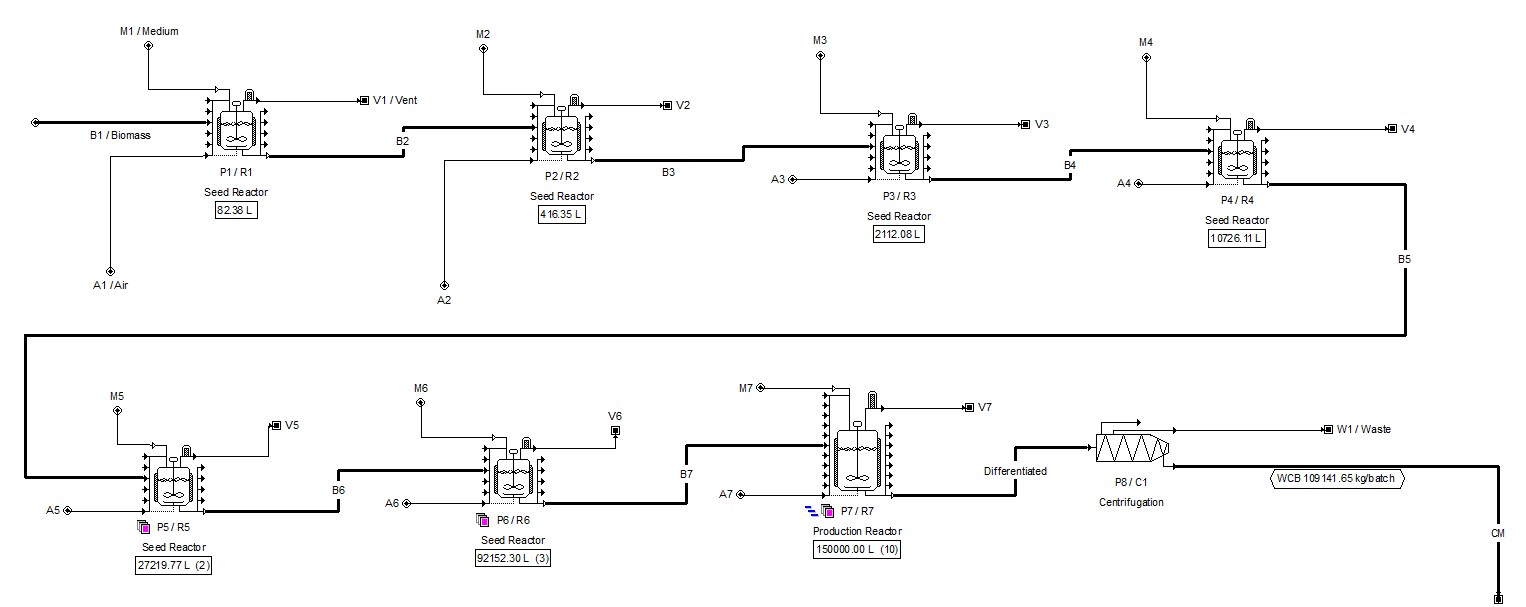 M1 / Medium
M2
M3
M4
V1 / Vent
V2
V3
V4
B1 / Biomass
B2
B3
B4
P1 / R1
Seed Reactor
82.38 L
P2 / R2
Seed Reactor
416.35 L
A3
P3 / R3
Seed Reactor
2112.08 L
A4
P4 / R4
Seed Reactor
10726.11 L
A1 / Air
A2
B5
M5
M6
M7
V5
V6
V7
W1 / Waste
B6
B7
Differentiated
WCB 109141.65 kg/batch
P8 / C1
Centrifugation
A5
P5 / R5
Seed Reactor
27219.77 L (2)
A6
P6 / R6
Seed Reactor
92152.30 L (3)
A7
P7 / R7
Production Reactor
150000.00 L (10)
CM